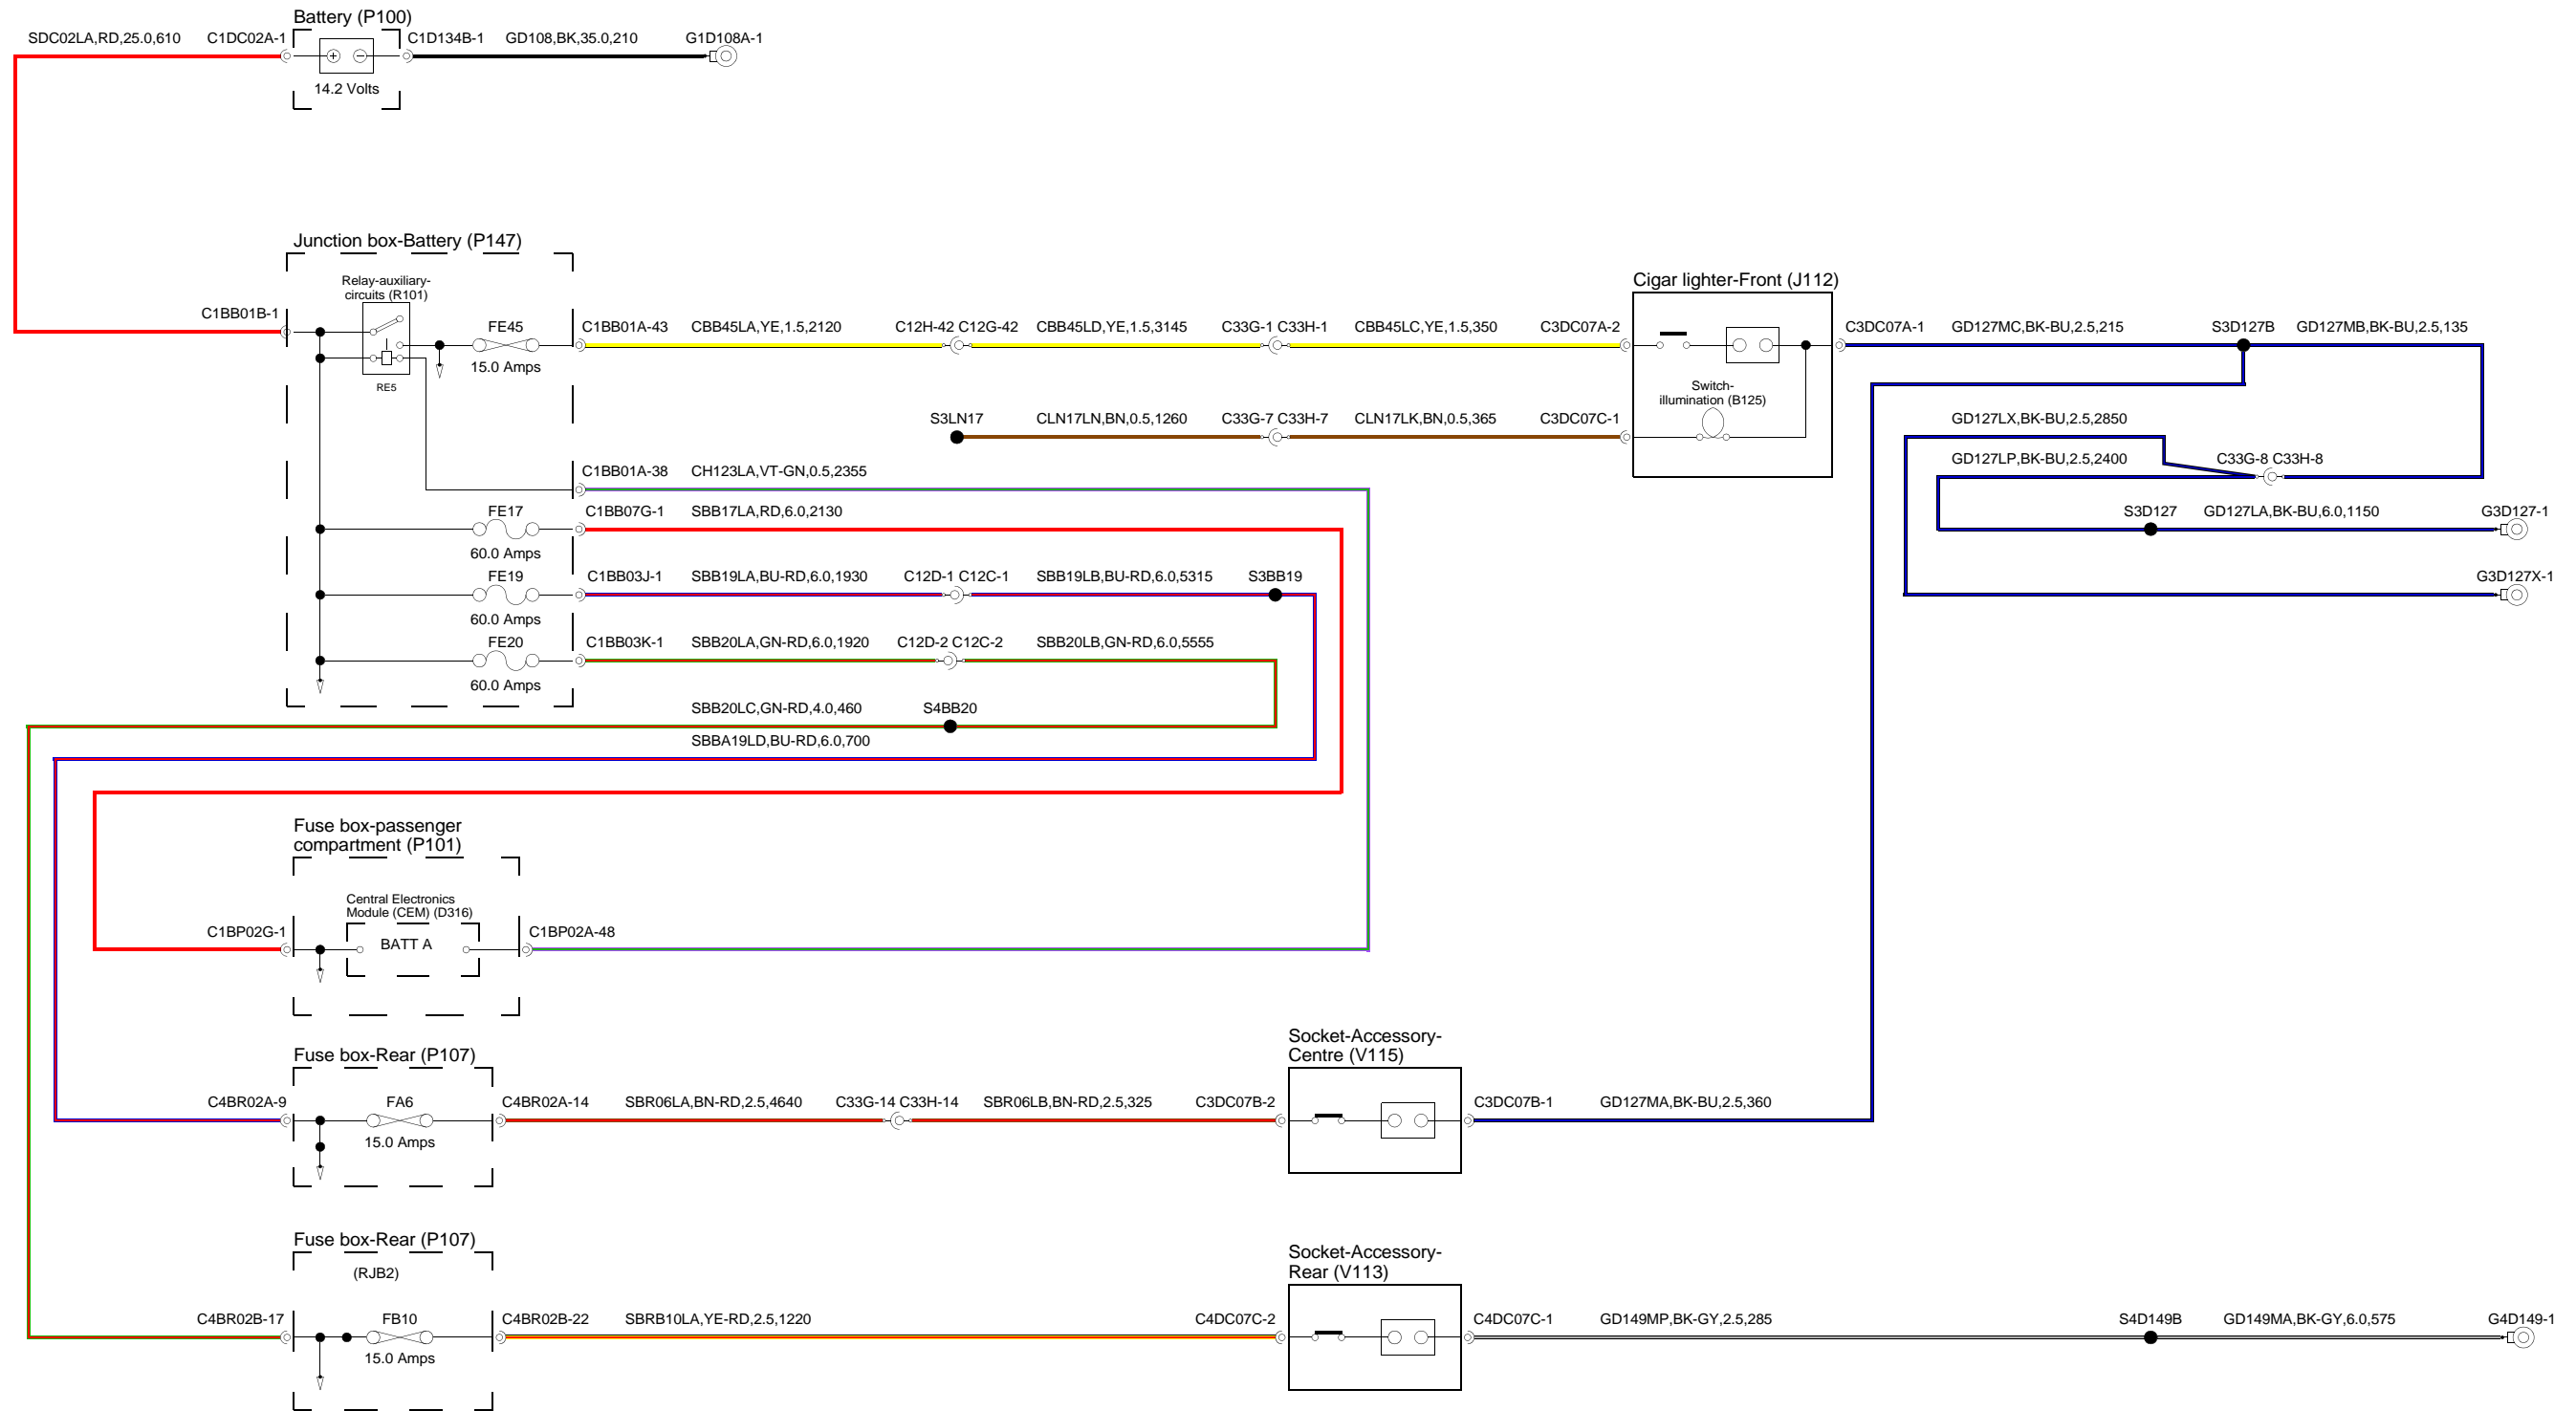 Battery (P100)
SDC02LA,RD,25.0,610
C1DC02A-1
C1D134B-1
GD108,BK,35.0,210
G1D108A-1
14.2 Volts
Junction box-Battery (P147)
Relay-auxiliary-
circuits (R101)
RE5
C1BB01B-1
FE45
15.0 Amps
C1BB01A-43
CBB45LA,YE,1.5,2120
C12H-42 C12G-42
CBB45LD,YE,1.5,3145
C33G-1 C33H-1
CBB45LC,YE,1.5,350
C3DC07A-2
Cigar lighter-Front (J112)
Switch-
illumination (B125)
C3DC07A-1
GD127MC,BK-BU,2.5,215
S3D127B
GD127MB,BK-BU,2.5,135
S3LN17
CLN17LN,BN,0.5,1260
C33G-7 C33H-7
CLN17LK,BN,0.5,365
C3DC07C-1
GD127LX,BK-BU,2.5,2850
GD127LP,BK-BU,2.5,2400
C33G-8 C33H-8
C1BB01A-38
CH123LA,VT-GN,0.5,2355
FE17
60.0 Amps
C1BB07G-1
SBB17LA,RD,6.0,2130
S3D127
GD127LA,BK-BU,6.0,1150
G3D127-1
FE19
60.0 Amps
C1BB03J-1
SBB19LA,BU-RD,6.0,1930
C12D-1 C12C-1
SBB19LB,BU-RD,6.0,5315
S3BB19
G3D127X-1
FE20
60.0 Amps
C1BB03K-1
SBB20LA,GN-RD,6.0,1920
C12D-2 C12C-2
SBB20LB,GN-RD,6.0,5555
SBB20LC,GN-RD,4.0,460
S4BB20
SBBA19LD,BU-RD,6.0,700
Fuse box-passenger
compartment (P101)
Central Electronics
Module (CEM) (D316)
BATT A
C1BP02G-1
C1BP02A-48
Fuse box-Rear (P107)
C4BR02A-9
FA6
15.0 Amps
C4BR02A-14
SBR06LA,BN-RD,2.5,4640
C33G-14 C33H-14
SBR06LB,BN-RD,2.5,325
C3DC07B-2
Socket-Accessory-
Centre (V115)
C3DC07B-1
GD127MA,BK-BU,2.5,360
Fuse box-Rear (P107)
(RJB2)
C4BR02B-17
FB10
15.0 Amps
C4BR02B-22
SBRB10LA,YE-RD,2.5,1220
C4DC07C-2
Socket-Accessory-
Rear (V113)
C4DC07C-1
GD149MP,BK-GY,2.5,285
S4D149B
GD149MA,BK-GY,6.0,575
G4D149-1